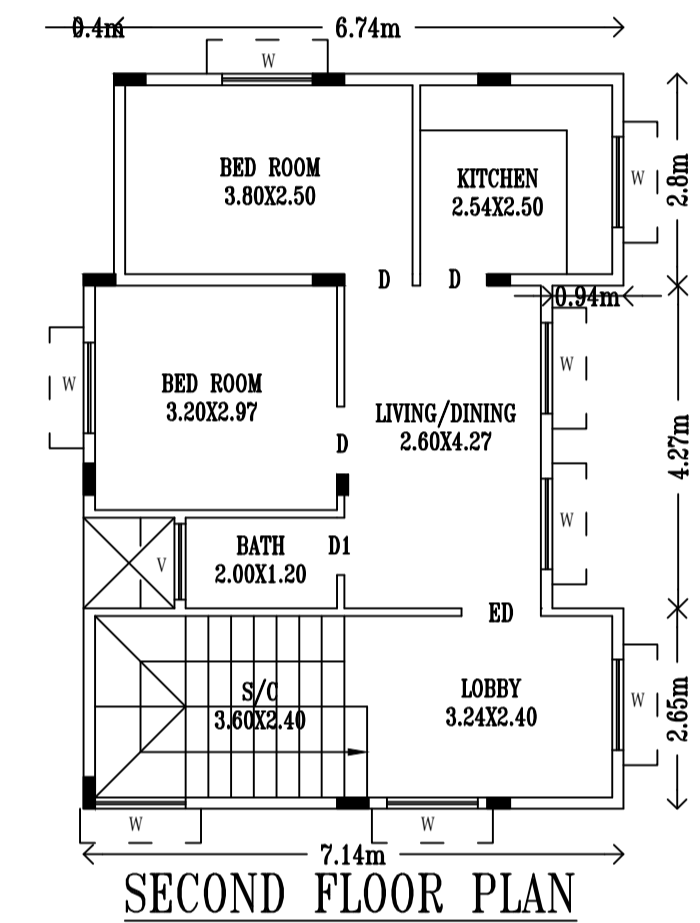 0.4m
6.74m
W
BED ROOM
3.80X2.50
KITCHEN
2.54X2.50
W
2.8m
D
D
0.94m
W
BED ROOM
3.20X2.97
D
LIVING/DINING
2.60X4.27
W
W
4.27m
V
BATH
2.00X1.20
D1
ED
S/C
3.60X2.40
LOBBY
3.24X2.40
W
2.65m
W
W
7.14m
SECOND FLOOR PLAN